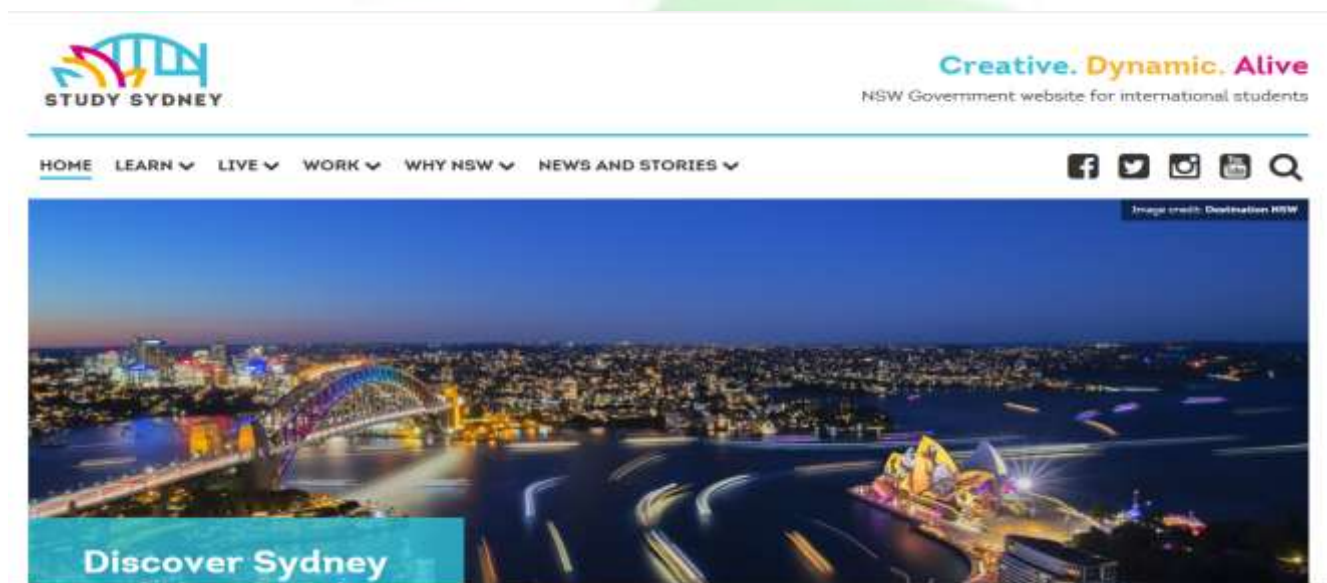 STUDY SYDNEY
Creative. Dynamic. Alive
NSW Government website for international students
HOME LEARN LIVE WORK WHY NSW NEWS AND STORIES
Image credit: Destination NSW
Discover Sydney